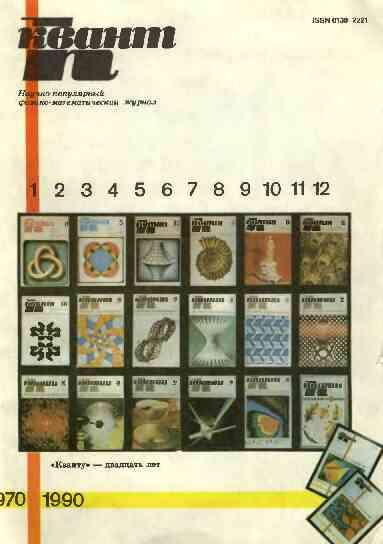 ISSN 0130-2221
квант
Научно-популярный
физико-математический журнал
1 2 3 4 5 6 7 8 9 10 11 12
«Кванту» — двадцать лет
970 1990